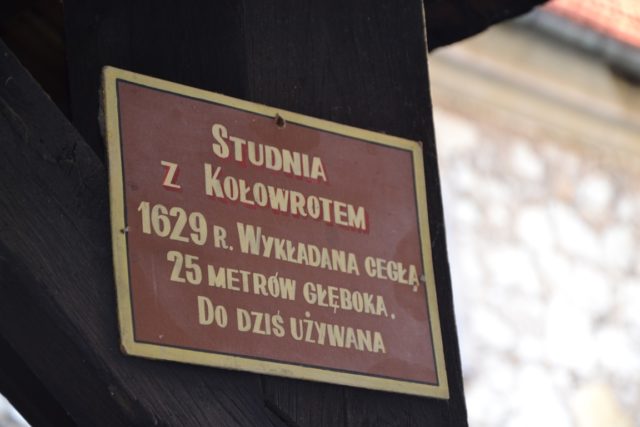 Studnia
z Kołowrotem
1629 r. Wykładana cegłą
25 metrów głęboka.
Do dziś używana